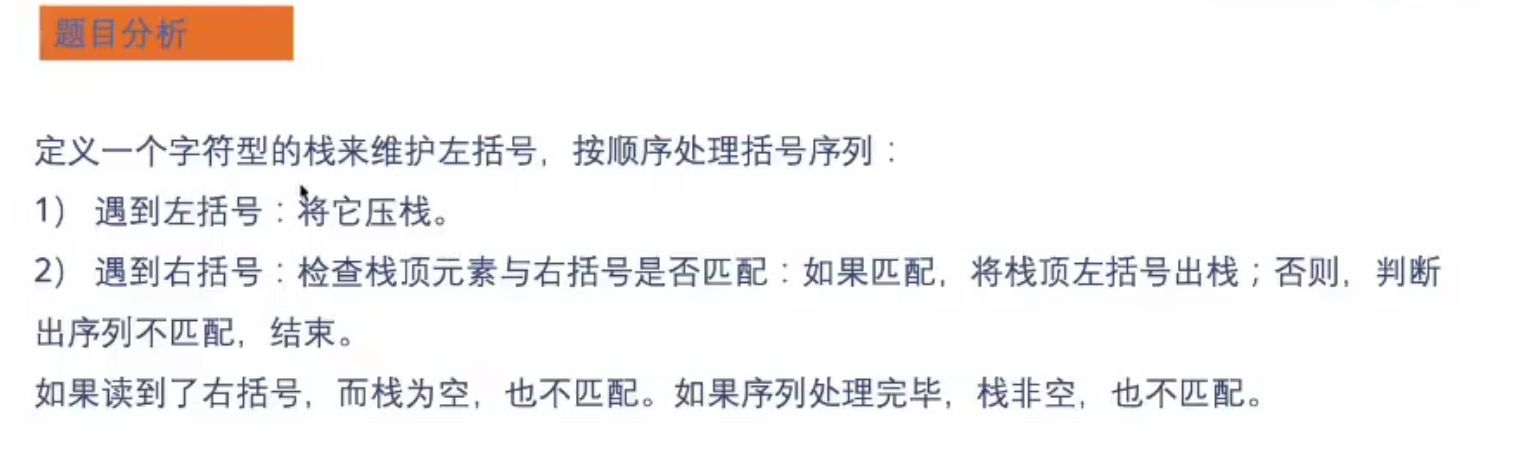 题目分析
定义一个字符型的栈来维护左括号，按顺序处理括号序列：
1） 遇到左括号：将它压栈。
2） 遇到右括号：检查栈顶元素与右括号是否匹配：如果匹配，将栈顶左括号出栈；否则，判断
出序列不匹配，结束。
如果读到了右括号，而栈为空，也不匹配。如果序列处理完毕，栈非空，也不匹配。